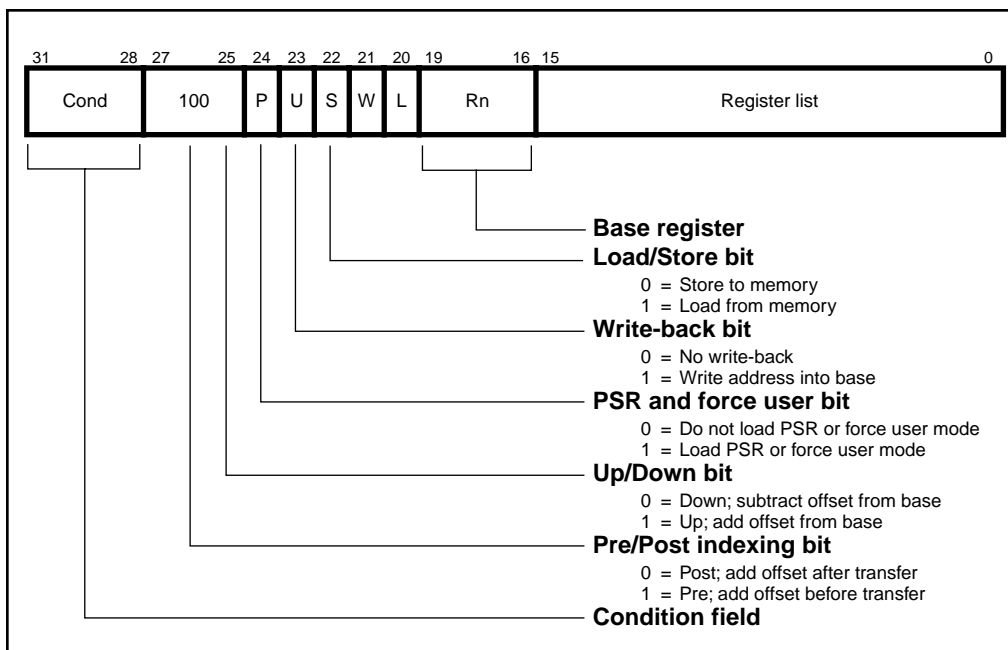 31 28 27 25 24 23 22 21 20 19 16 15 0
Cond 100 P U S W L Rn Register list
Base register
Load/Store bit
0 = Store to memory
1 = Load from memory
Write-back bit
0 = No write-back
1 = Write address into base
PSR and force user bit
0 = Do not load PSR or force user mode
1 = Load PSR or force user mode
Up/Down bit
0 = Down; subtract offset from base
1 = Up; add offset from base
Pre/Post indexing bit
0 = Post; add offset after transfer
1 = Pre; add offset before transfer
Condition field